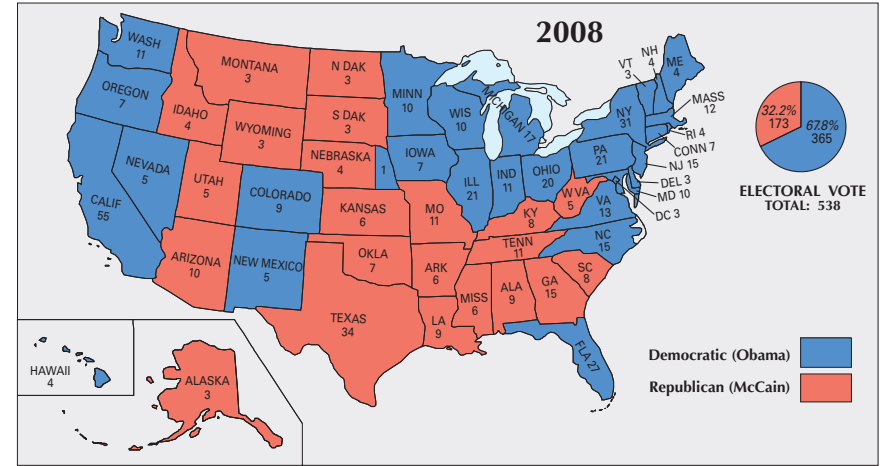 2008
WASH
11
OREGON
7
CALIF
55
NEVADA
5
IDAHO
4
MONTANA
3
WYOMING
3
UTAH
5
COLORADO
9
ARIZONA
10
NEW MEXICO
5
N DAK
3
S DAK
3
NEBRASKA
4
1
KANSAS
6
OKLA
7
TEXAS
34
MINN
10
IOWA
7
MO
11
ARK
6
LA
9
WIS
10
ILL
21
MICHIGAN 17
IND
11
OHIO
20
KY
8
TENN
11
MISS
6
ALA
9
GA
15
FLA 27
SC
8
NC
15
VA
13
W VA
5
PA
21
NY
31
VT
3
NH
4
ME
4
MASS
12
RI 4
CONN 7
NJ 15
DEL 3
MD 10
DC 3
HAWAII
4
ALASKA
3
32.2%
173
67.8%
365
ELECTORAL VOTE
TOTAL: 538
Democratic (Obama)
Republican (McCain)